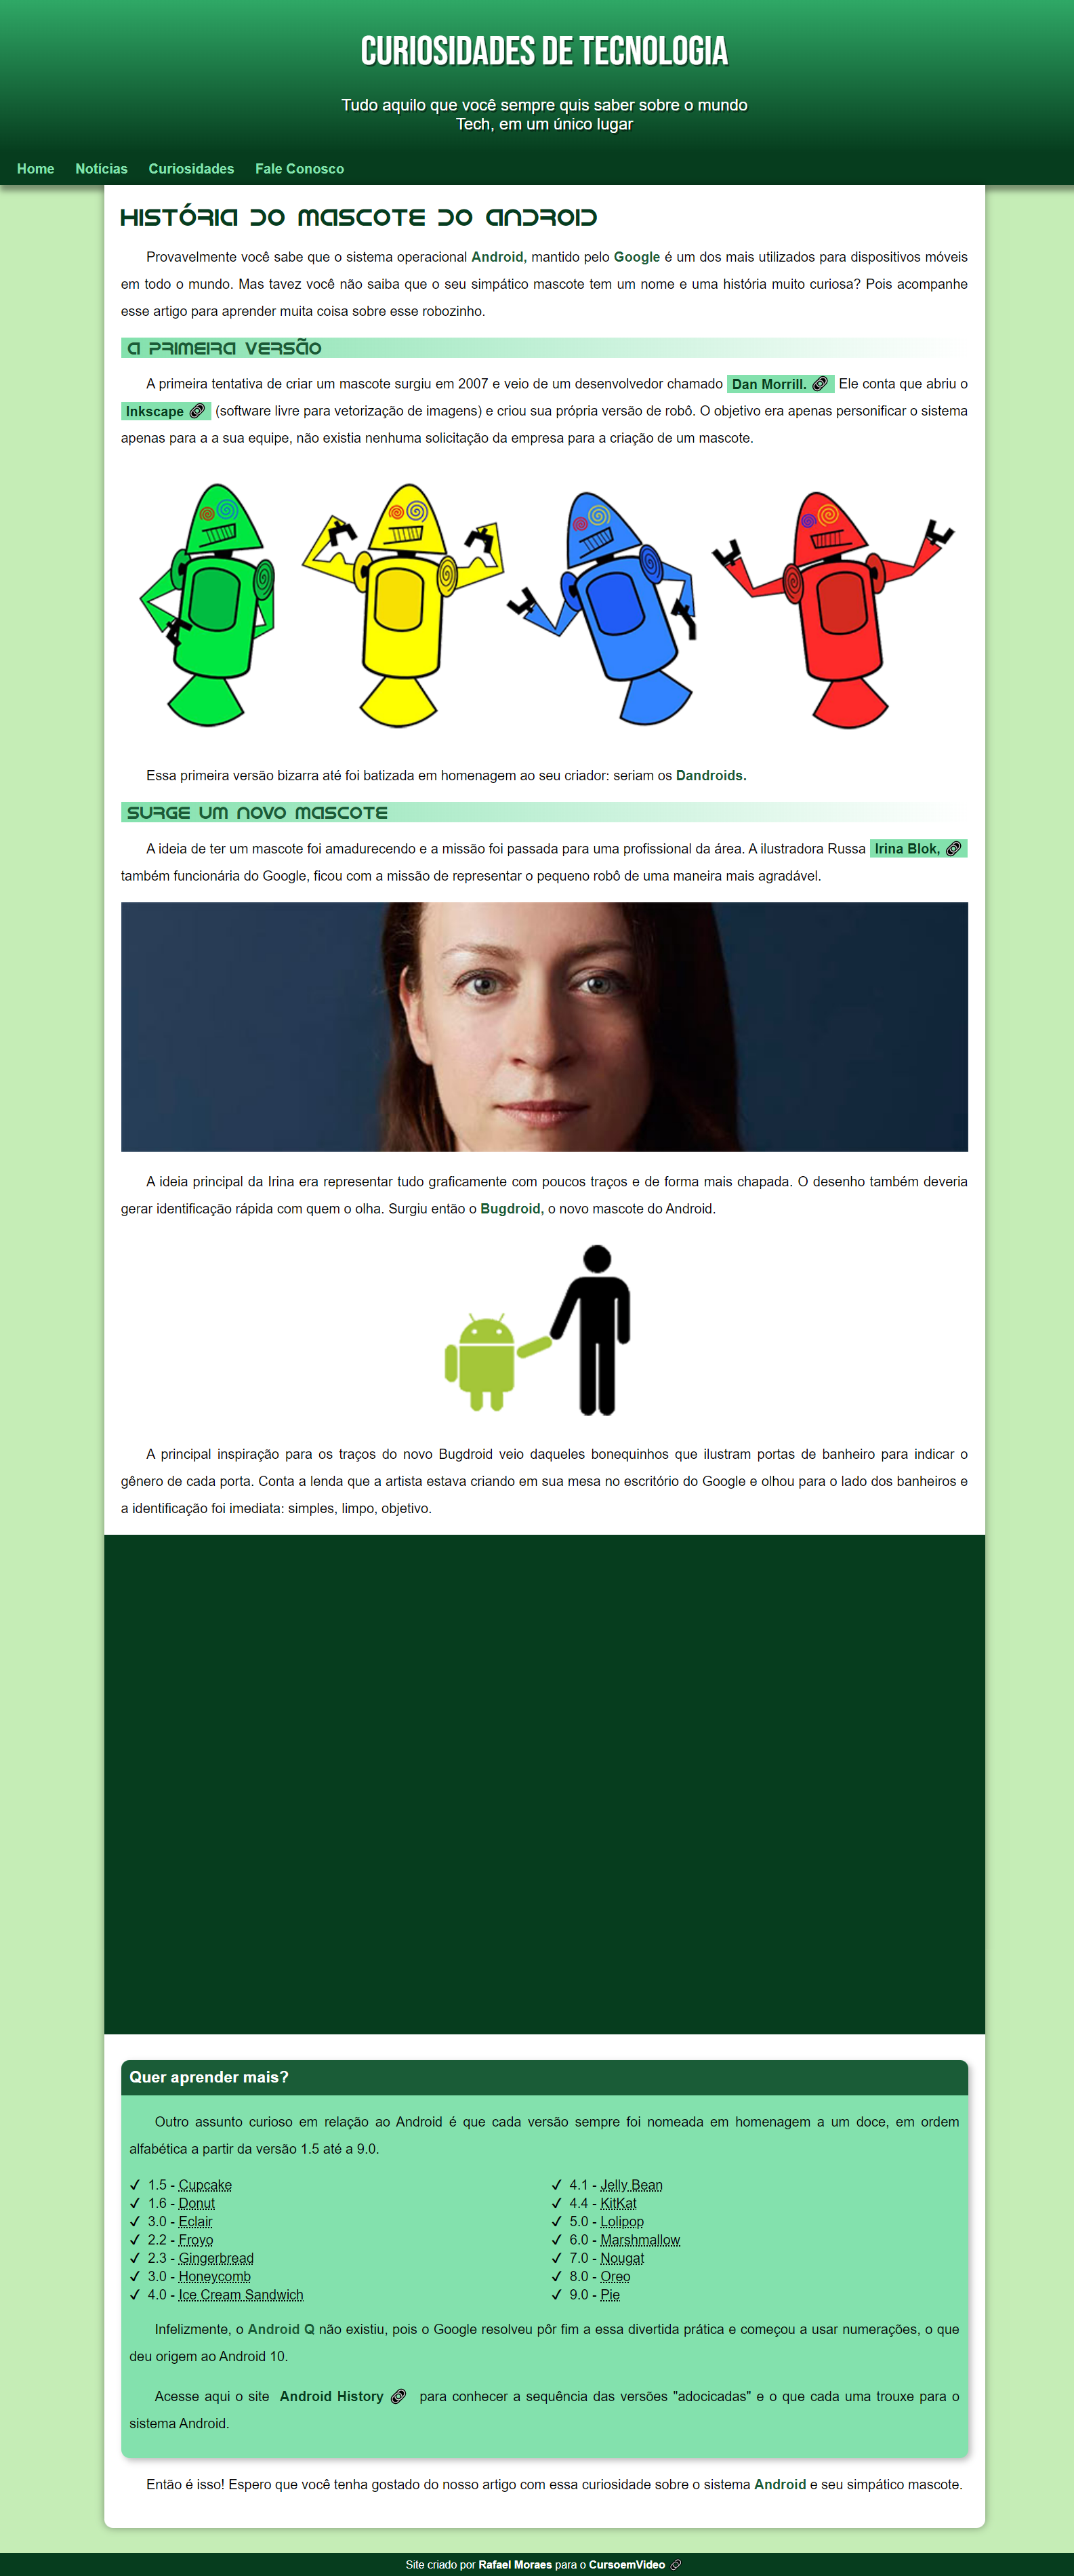 CURIOSIDADES DE TECNOLOGIA
Tudo aquilo que você sempre quis saber sobre o mundo
Tech, em um único lugar
Home Notícias Curiosidades Fale Conosco
HISTÓRIA DO MASCOTE DO ANDROID
Provavelmente você sabe que o sistema operacional Android, mantido pelo Google é um dos mais utilizados para dispositivos móveis
em todo o mundo. Mas tavez você não saiba que o seu simpático mascote tem um nome e uma história muito curiosa? Pois acompanhe
esse artigo para aprender muita coisa sobre esse robozinho.
A PRIMEIRA VERSÃO
A primeira tentativa de criar um mascote surgiu em 2007 e veio de um desenvolvedor chamado Dan Morrill. Ele conta que abriu o
Inkscape (software livre para vetorização de imagens) e criou sua própria versão de robô. O objetivo era apenas personificar o sistema
apenas para a a sua equipe, não existia nenhuma solicitação da empresa para a criação de um mascote.
Essa primeira versão bizarra até foi batizada em homenagem ao seu criador: seriam os Dandroids.
SURGE UM NOVO MASCOTE
A ideia de ter um mascote foi amadurecendo e a missão foi passada para uma profissional da área. A ilustradora Russa Irina Blok,
também funcionária do Google, ficou com a missão de representar o pequeno robô de uma maneira mais agradável.
A ideia principal da Irina era representar tudo graficamente com poucos traços e de forma mais chapada. O desenho também deveria
gerar identificação rápida com quem o olha. Surgiu então o Bugdroid, o novo mascote do Android.
A principal inspiração para os traços do novo Bugdroid veio daqueles bonequinhos que ilustram portas de banheiro para indicar o
gênero de cada porta. Conta a lenda que a artista estava criando em sua mesa no escritório do Google e olhou para o lado dos banheiros e
a identificação foi imediata: simples, limpo, objetivo.
Quer aprender mais?
Outro assunto curioso em relação ao Android é que cada versão sempre foi nomeada em homenagem a um doce, em ordem
alfabética a partir da versão 1.5 até a 9.0.
✓ 1.5 - Cupcake
✓ 1.6 - Donut
✓ 3.0 - Eclair
✓ 2.2 - Froyo
✓ 2.3 - Gingerbread
✓ 3.0 - Honeycomb
✓ 4.0 - Ice Cream Sandwich
✓ 4.1 - Jelly Bean
✓ 4.4 - KitKat
✓ 5.0 - Lolipop
✓ 6.0 - Marshmallow
✓ 7.0 - Nougat
✓ 8.0 - Oreo
✓ 9.0 - Pie
Infelizmente, o Android Q não existiu, pois o Google resolveu pôr fim a essa divertida prática e começou a usar numerações, o que
deu origem ao Android 10.
Acesse aqui o site Android History para conhecer a sequência das versões "adocicadas" e o que cada uma trouxe para o
sistema Android.
Então é isso! Espero que você tenha gostado do nosso artigo com essa curiosidade sobre o sistema Android e seu simpático mascote.
Site criado por Rafael Moraes para o CursoemVideo